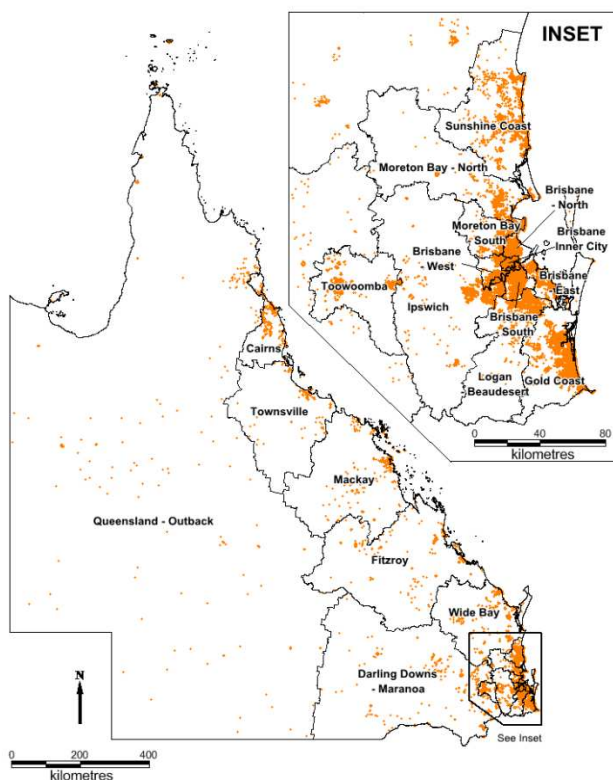 INSET
Sunshine Coast
Moreton Bay - North
Brisbane
- North
Moreton Bay
South
Brisbane
Inner City
Brisbane
- West
Brisbane
East
Toowoomba
Ipswich
Brisbane
South
Logan
Beaudesert
Gold Coast
0 40 80
kilometres
Cairns
Townsville
Mackay
Queensland - Outback
Fitzroy
Wide Bay
Darling Downs
- Maranoa
N
See Inset
0 200 400
kilometres